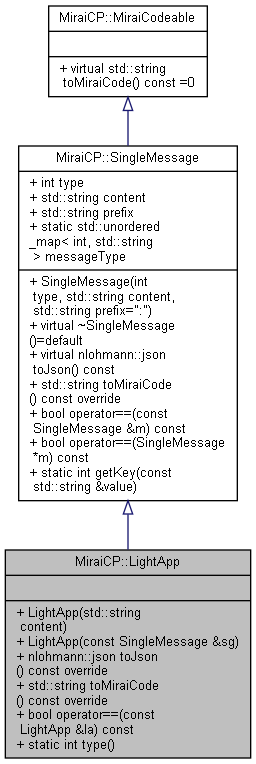 MiraiCP::MiraiCodeable
+ virtual std::string
toMiraiCode() const =0
MiraiCP::SingleMessage
+ int type
+ std::string content
+ std::string prefix
+ static std::unordered
_map< int, std::string
> messageType
+ SingleMessage(int
type, std::string content,
std::string prefix=":")
+ virtual ~SingleMessage
()=default
+ virtual nlohmann::json
toJson() const
+ std::string toMiraiCode
() const override
+ bool operator==(const
SingleMessage &m) const
+ bool operator==(SingleMessage
*m) const
+ static int getKey(const
std::string &value)
MiraiCP::LightApp
+ LightApp(std::string
content)
+ LightApp(const SingleMessage &sg)
+ nlohmann::json toJson
() const override
+ std::string toMiraiCode
() const override
+ bool operator==(const
LightApp &la) const
+ static int type()